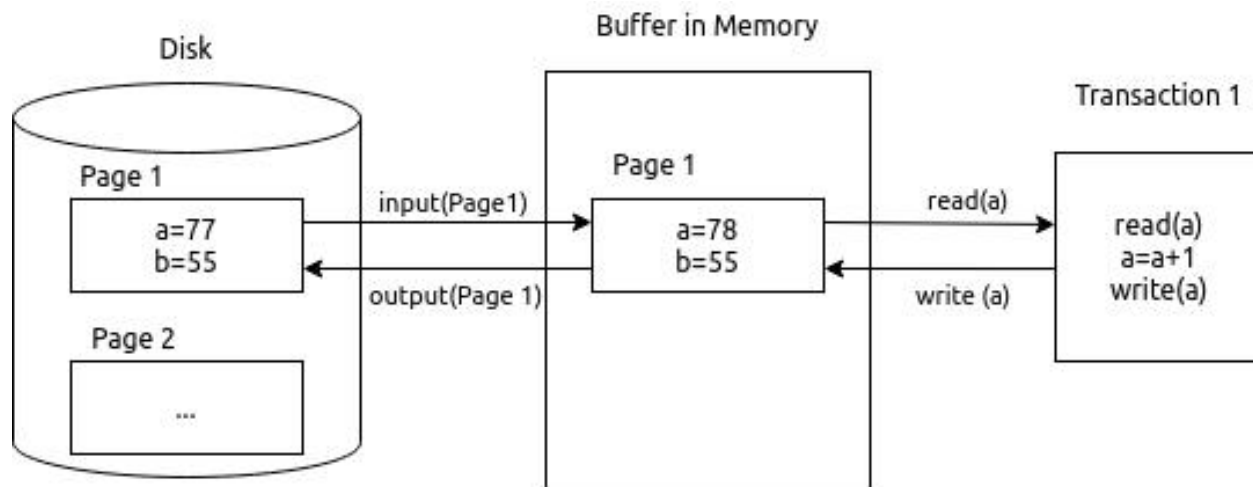 Disk
Buffer in Memory
Transaction 1
Page 1
a=77
b=55
input(Page1)
output(Page 1)
Page 1
a=78
b=55
read(a)
write (a)
read(a)
a=a+1
write(a)
Page 2
...